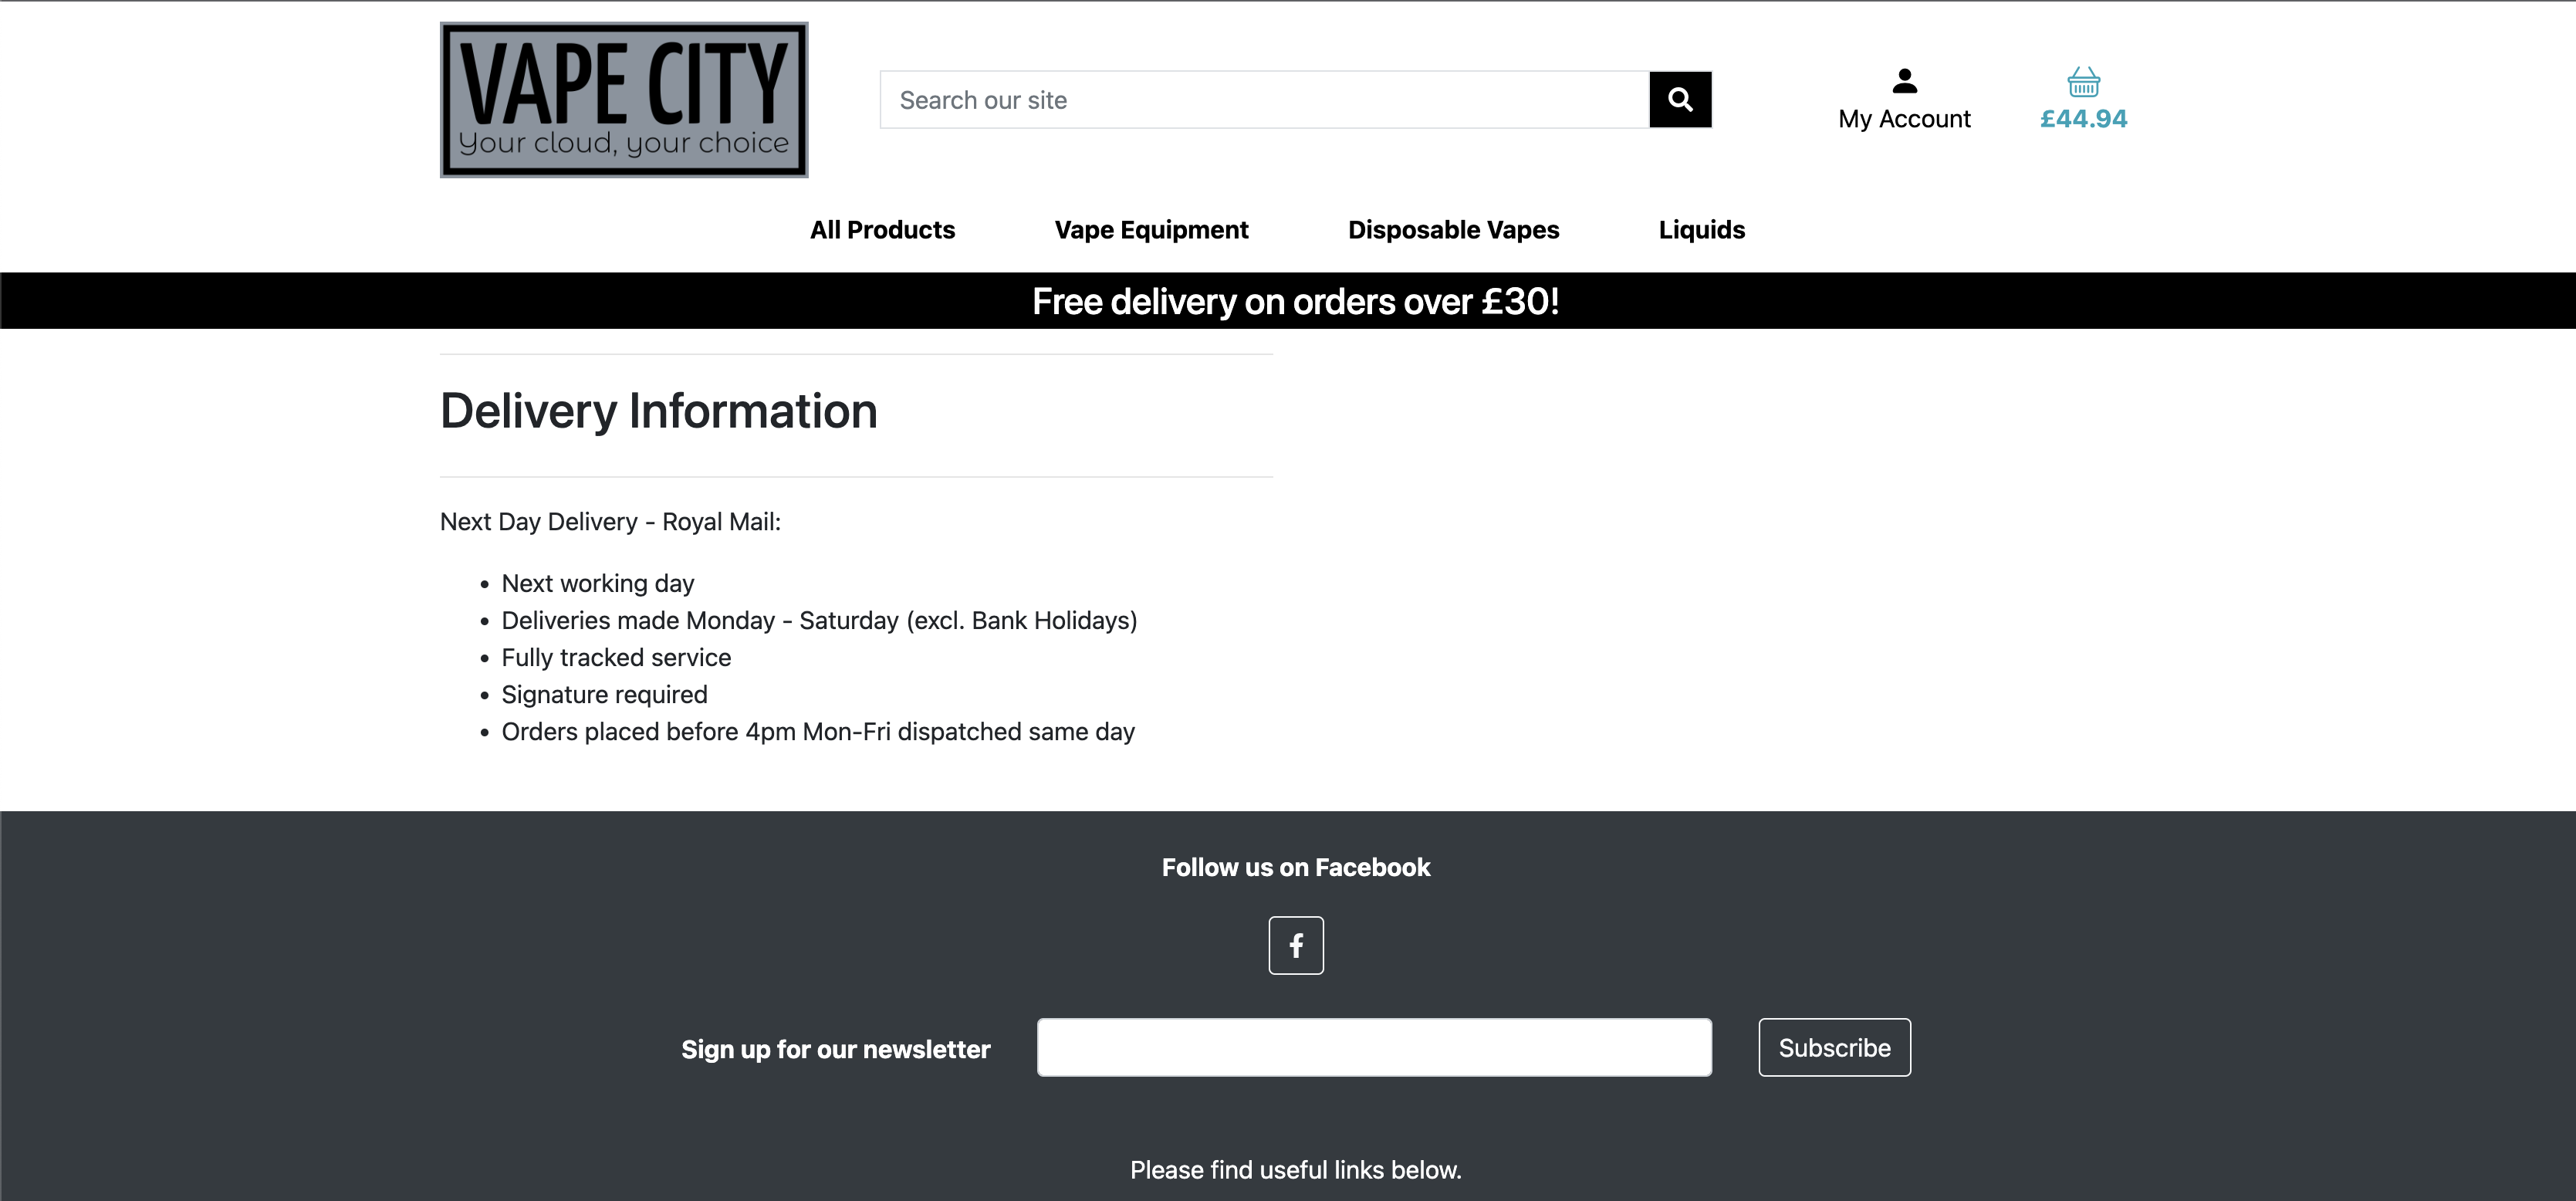 VAPE CITY
Your cloud, your choice
Search our site
My Account
£44.94
All Products
Vape Equipment
Disposable Vapes
Liquids
Free delivery on orders over £30!
Delivery Information
Next Day Delivery - Royal Mail:
Next working day
Deliveries made Monday - Saturday (excl. Bank Holidays)
Fully tracked service
Signature required
Orders placed before 4pm Mon-Fri dispatched same day
Follow us on Facebook
Sign up for our newsletter
Subscribe
Please find useful links below.